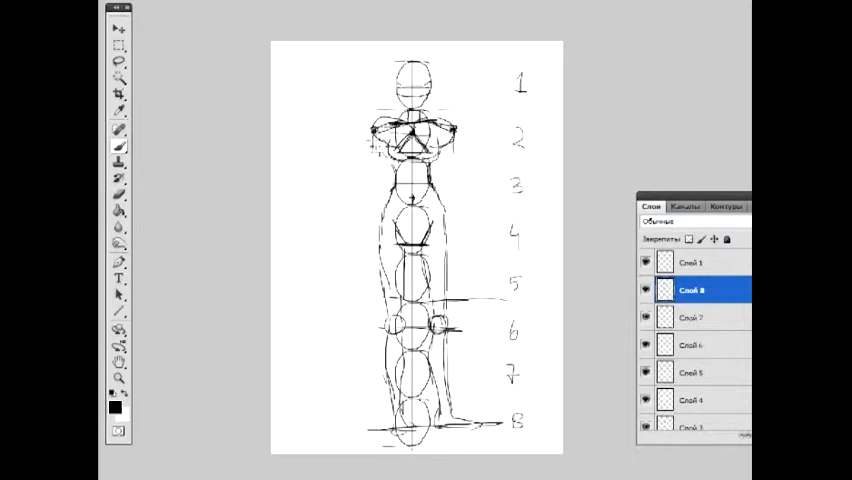 1
2
3
4
5
6
7
8
Слои Каналы Контуры
Обычные
Закрепить:
Слой 1
Слой 8
Слой 7
Слой 6
Слой 5
Слой 4
Слой 3